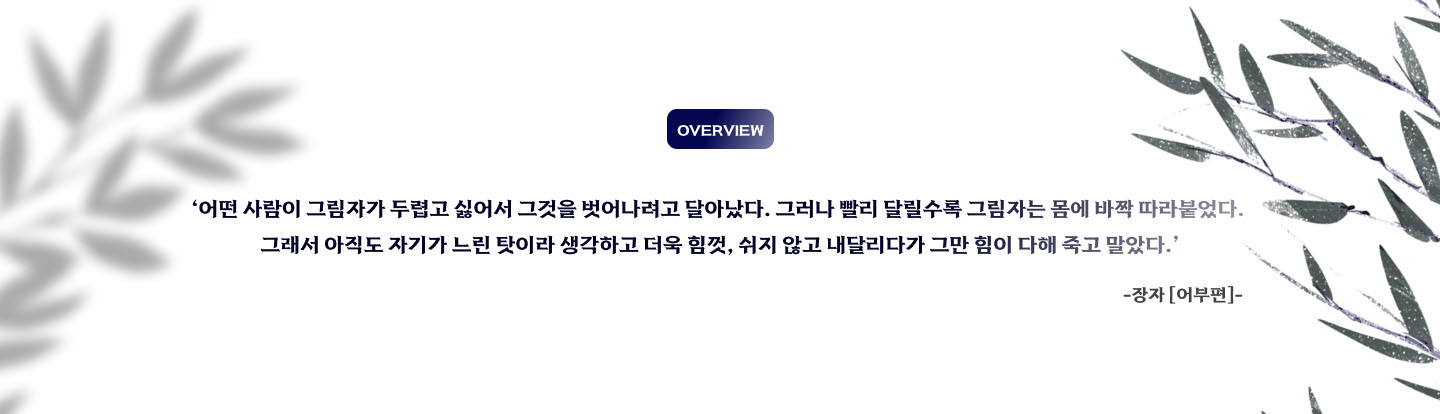 OVERVIEW
‘어떤 사람이 그림자가 두렵고 싫어서 그것을 벗어나려고 달아났다. 그러나 빨리 달릴수록 그림자는 몸에 바짝 따라붙었다.
그래서 아직도 자기가 느린 탓이라 생각하고 더욱 힘껏, 쉬지 않고 내달리다가 그만 힘이 다해 죽고 말았다.’
-장자 [어부편]-